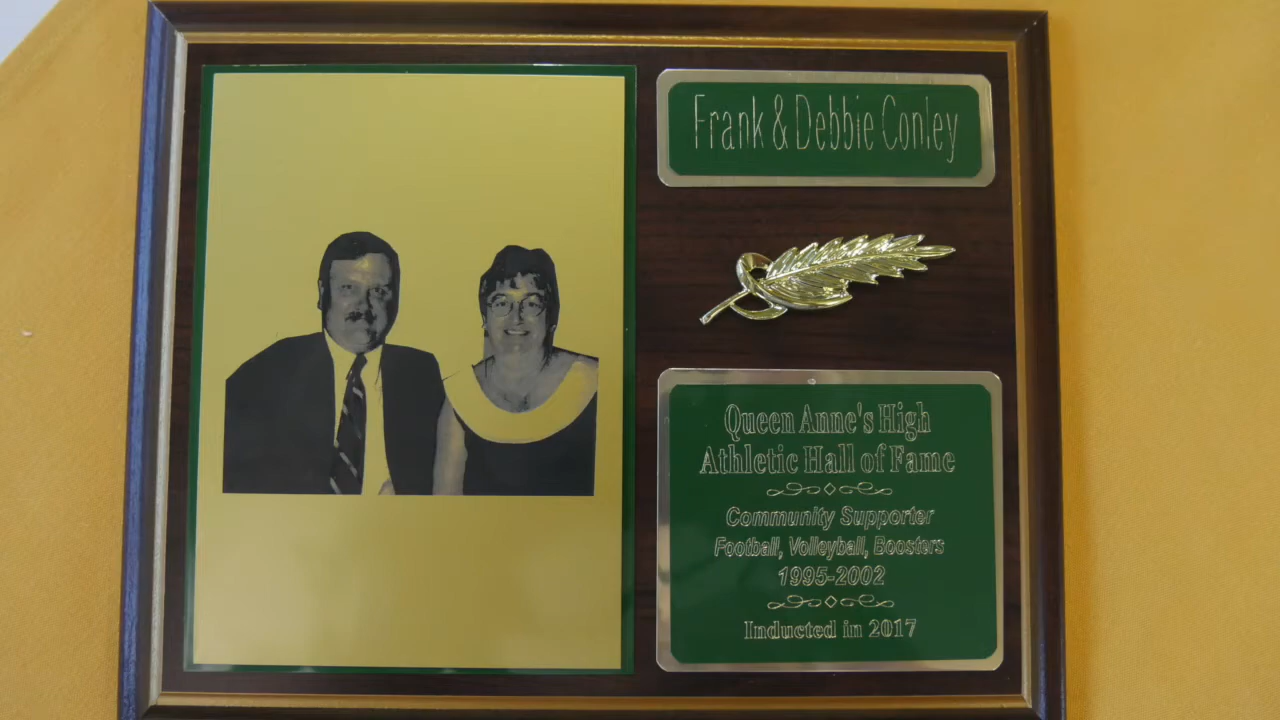 Frank & Debbie Conley
Queen Anne's High
Athletic Hall of Fame
Community Supporter
Football, Volleyball, Boosters
1995-2002
Inducted in 2017